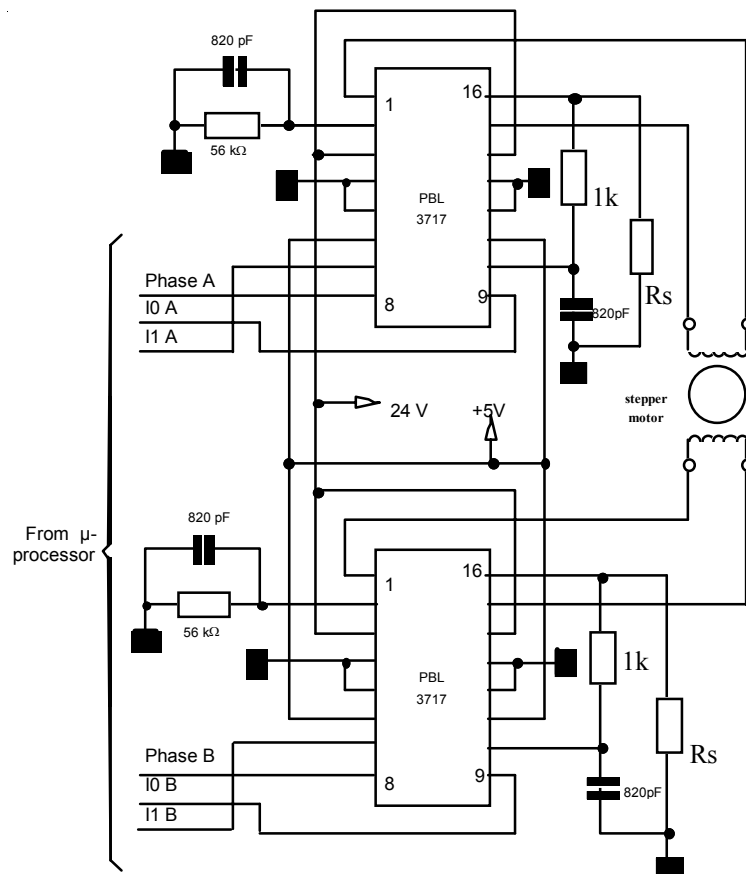 820 pF
1
16
56 kΩ
PBL
3717
1k
Rs
Phase A
I0 A
I1 A
8
9
820pF
24 V
+5V
stepper
motor
From µ-
processor
820 pF
1
16
56 kΩ
PBL
3717
1k
Rs
Phase B
I0 B
I1 B
8
9
820pF